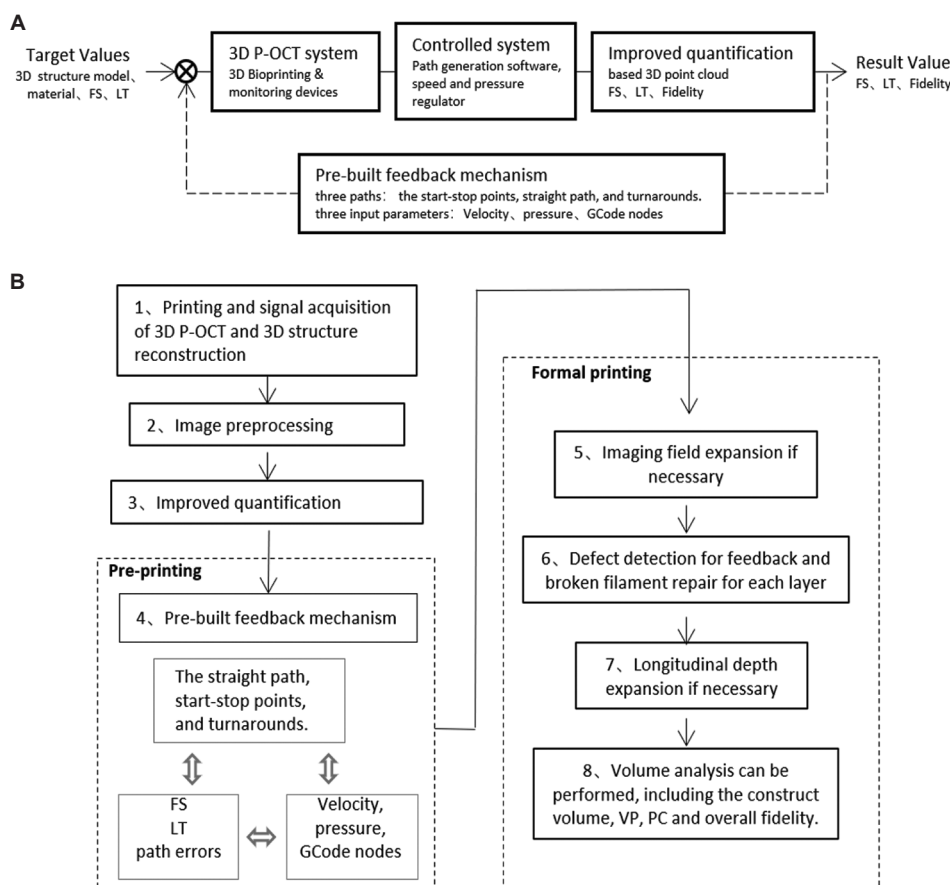 A
Target Values
3D structure model、
material、FS、LT
3D P-OCT system
3D Bioprinting &
monitoring devices
Controlled system
Path generation software,
speed and pressure
regulator
Improved quantification
based 3D point cloud
FS、LT、Fidelity
Result Value
FS、LT、Fidelity
Pre-built feedback mechanism
three paths： the start-stop points, straight path, and turnarounds.
three input parameters：Velocity、pressure、GCode nodes
B
1、Printing and signal acquisition
of 3D P-OCT and 3D structure
reconstruction
2、Image preprocessing
3、Improved quantification
Pre-printing
4、Pre-built feedback mechanism
The straight path,
start-stop points,
and turnarounds.
FS
LT
path errors
Velocity,
pressure,
GCode nodes
Formal printing
5、Imaging field expansion if
necessary
6、Defect detection for feedback and
broken filament repair for each layer
7、Longitudinal depth
expansion if necessary
8、Volume analysis can be
performed, including the construct
volume, VP, PC and overall fidelity.